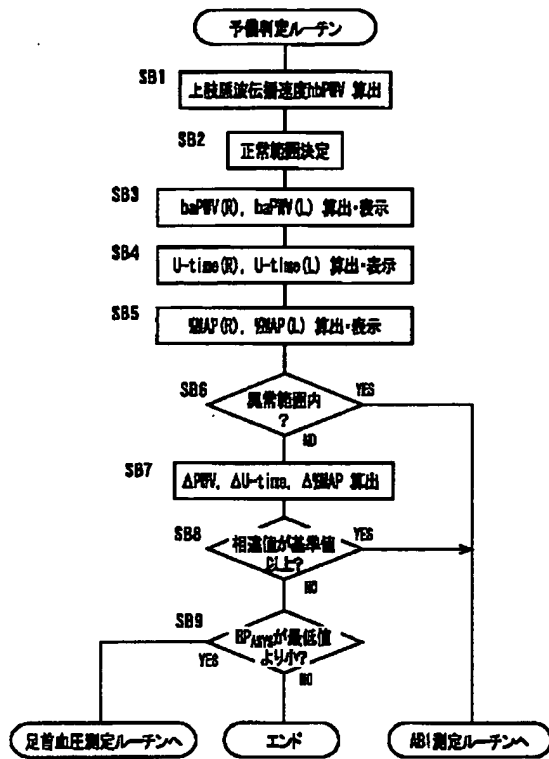 予備判定ルーチン
SB1
上肢脈波伝播速度hbPWV 算出
SB2
正常範囲決定
SB3
baPWV(R), baPWV(L) 算出・表示
SB4
U-time(R), U-time(L) 算出・表示
SB5
%MAP(R), %MAP(L) 算出・表示
SB6
異常範囲内
?
YES
NO
SB7
ΔPWV, ΔU-time, Δ%MAP 算出
SB8
相違値が基準値
以上?
YES
NO
SB9
BPASYSが最低値
より小?
YES
NO
足首血圧測定ルーチンへ
エンド
ABI測定ルーチンへ